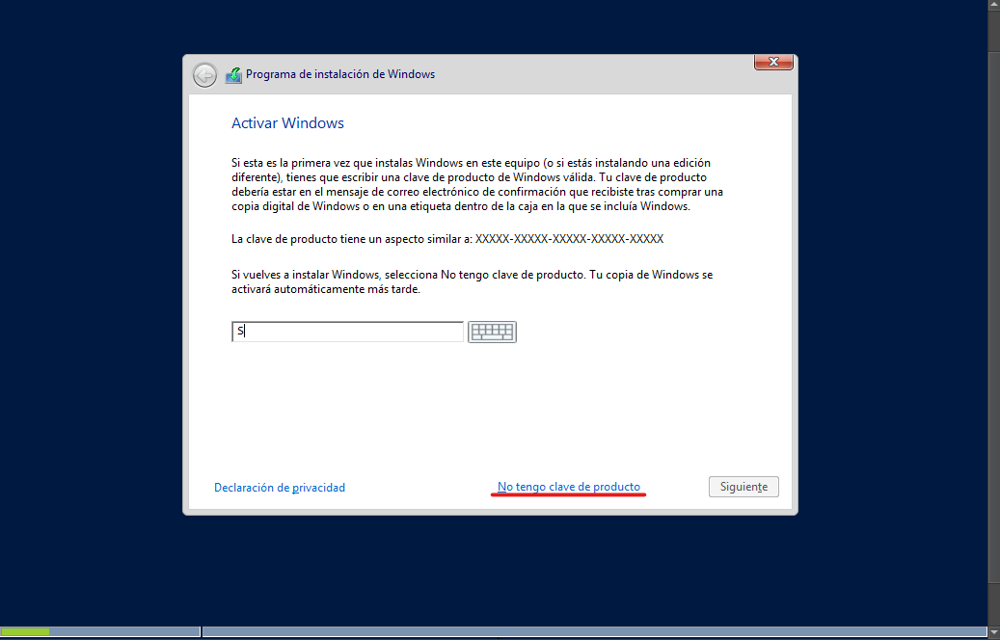 Programa de instalación de Windows
Activar Windows
Si esta es la primera vez que instalas Windows en este equipo (o si estás instalando una edición
diferente), tienes que escribir una clave de producto de Windows válida. Tu clave de producto
debería estar en el mensaje de correo electrónico de confirmación que recibiste tras comprar una
copia digital de Windows o en una etiqueta dentro de la caja en la que se incluía Windows.
La clave de producto tiene un aspecto similar a: XXXXX-XXXXX-XXXXX-XXXXX-XXXXX
Si vuelves a instalar Windows, selecciona No tengo clave de producto. Tu copia de Windows se
activará automáticamente más tarde.
S
Declaración de privacidad
No tengo clave de producto
Siguiente